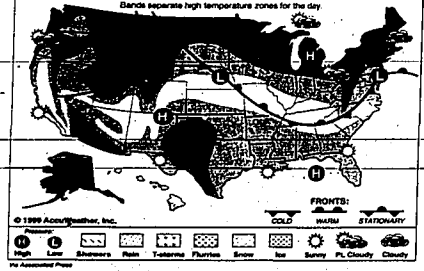 Bands separate high temperature zones for the day.
H
L
L
H
H
FRONTS:
COLD WARM STATIONARY
© 1999 AccuWeather, Inc.
Pressure:
H L
High Low Showers Rain T-storms Flurries Snow Ice Sunny Pt. Cloudy Cloudy
Via Associated Press